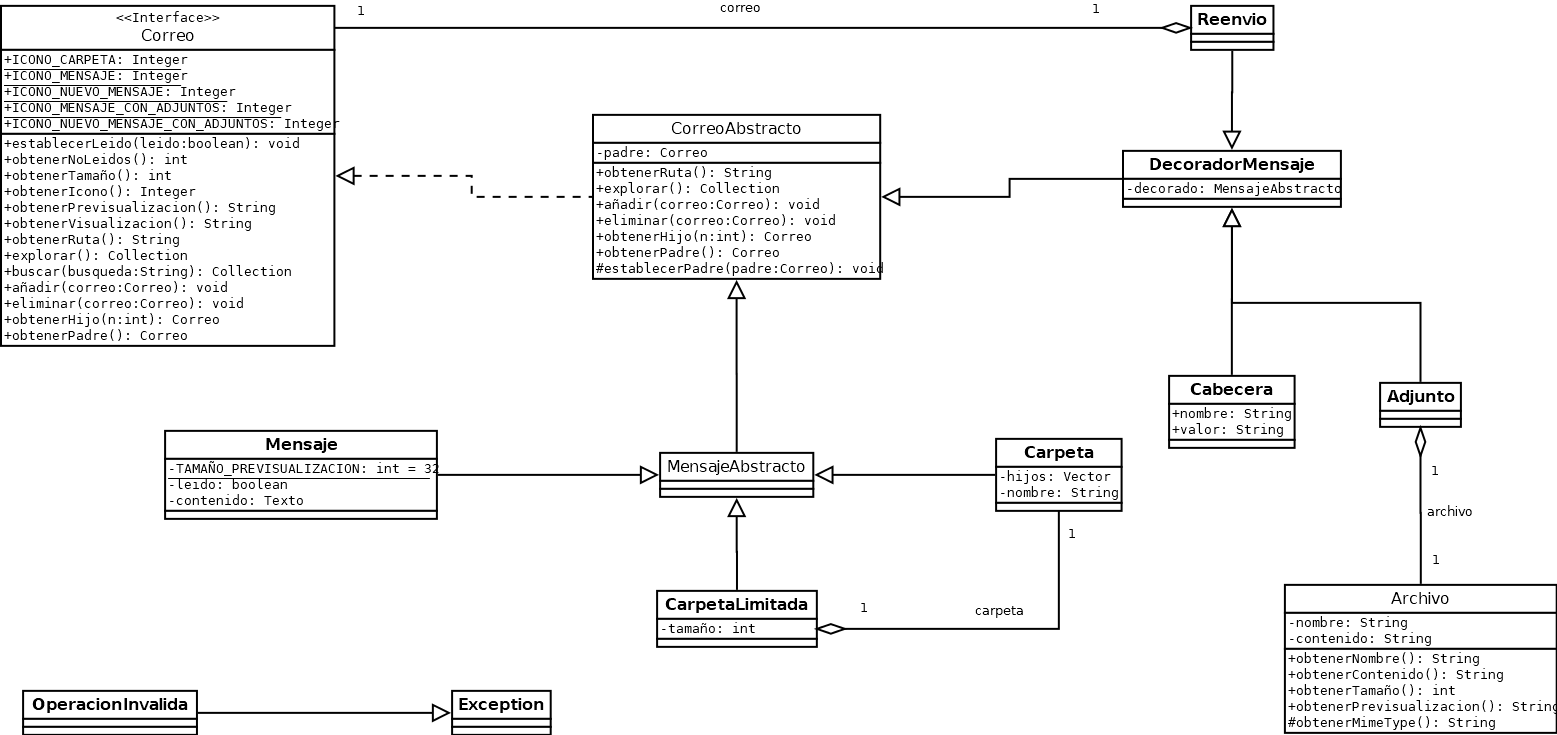 <<Interface>>
Correo
+ICONO_CARPETA: Integer
+ICONO_MENSAJE: Integer
+ICONO_NUEVO_MENSAJE: Integer
+ICONO_MENSAJE_CON_ADJUNTOS: Integer
+ICONO_NUEVO_MENSAJE_CON_ADJUNTOS: Integer
+establecerLeido(leido:boolean): void
+obtenerNoLeidos(): int
+obtenerTamaño(): int
+obtenerIcono(): Integer
+obtenerPrevisualizacion(): String
+obtenerVisualizacion(): String
+obtenerRuta(): String
+explorar(): Collection
+buscar(busqueda:String): Collection
+añadir(correo:Correo): void
+eliminar(correo:Correo): void
+obtenerHijo(n:int): Correo
+obtenerPadre(): Correo
1
correo
1
Reenvio
CorreoAbstracto
-padre: Correo
+obtenerRuta(): String
+explorar(): Collection
+añadir(correo:Correo): void
+eliminar(correo:Correo): void
+obtenerHijo(n:int): Correo
+obtenerPadre(): Correo
#establecerPadre(padre:Correo): void
DecoradorMensaje
-decorado: MensajeAbstracto
Cabecera
+nombre: String
+valor: String
Adjunto
1
archivo
1
Mensaje
-TAMAÑO_PREVISUALIZACION: int = 32
-leido: boolean
-contenido: Texto
MensajeAbstracto
Carpeta
-hijos: Vector
-nombre: String
1
CarpetaLimitada
-tamaño: int
1
carpeta
Archivo
-nombre: String
-contenido: String
+obtenerNombre(): String
+obtenerContenido(): String
+obtenerTamaño(): int
+obtenerPrevisualizacion(): String
#obtenerMimeType(): String
OperacionInvalida
Exception